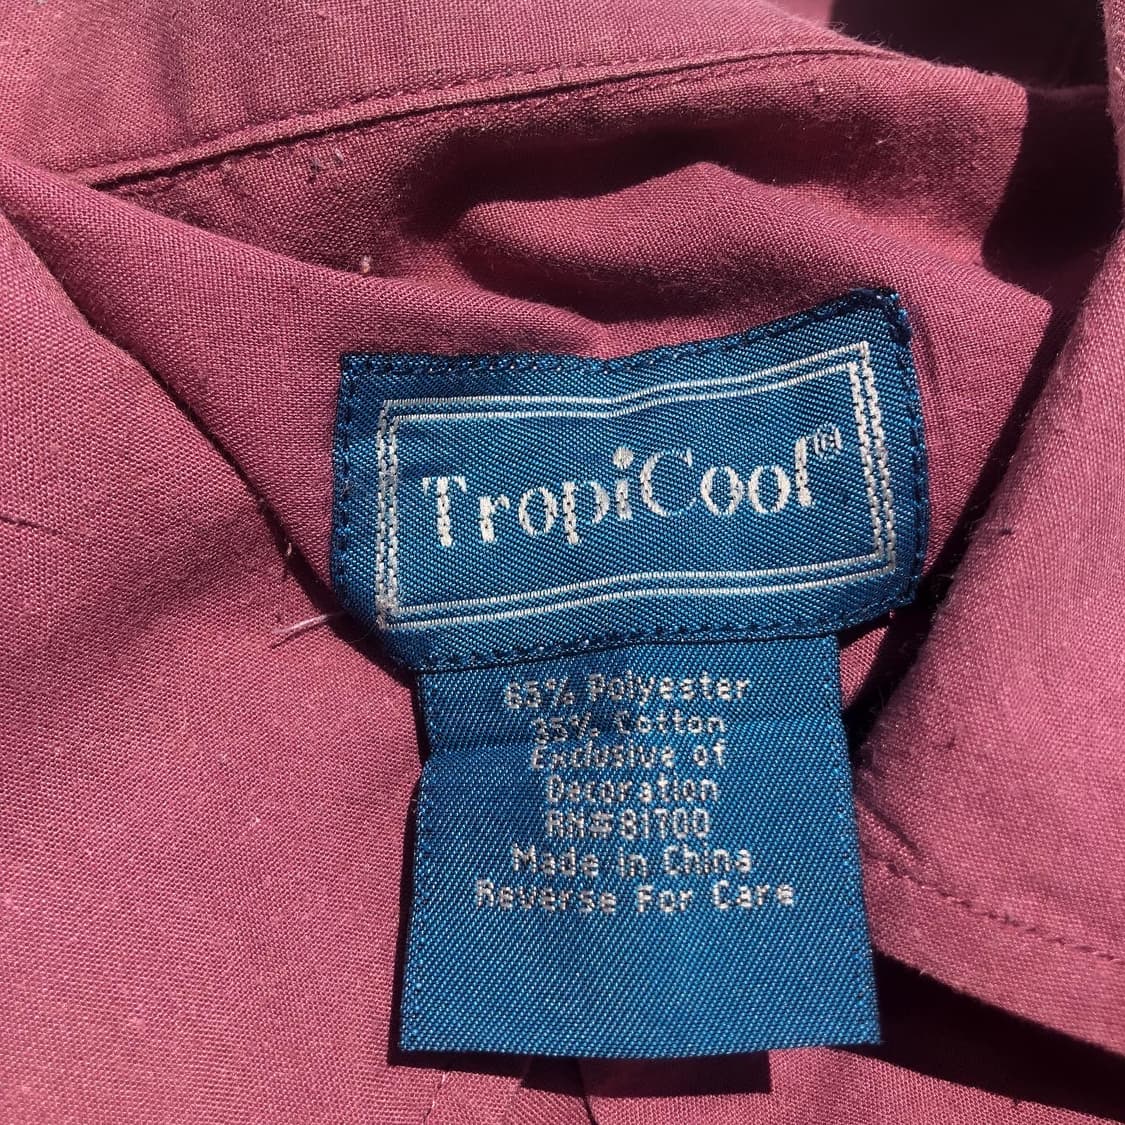 TropiCool®
65% Polyester
35% Cotton
Exclusive of
Decoration
RN#81700
Made in China
Reverse For Care